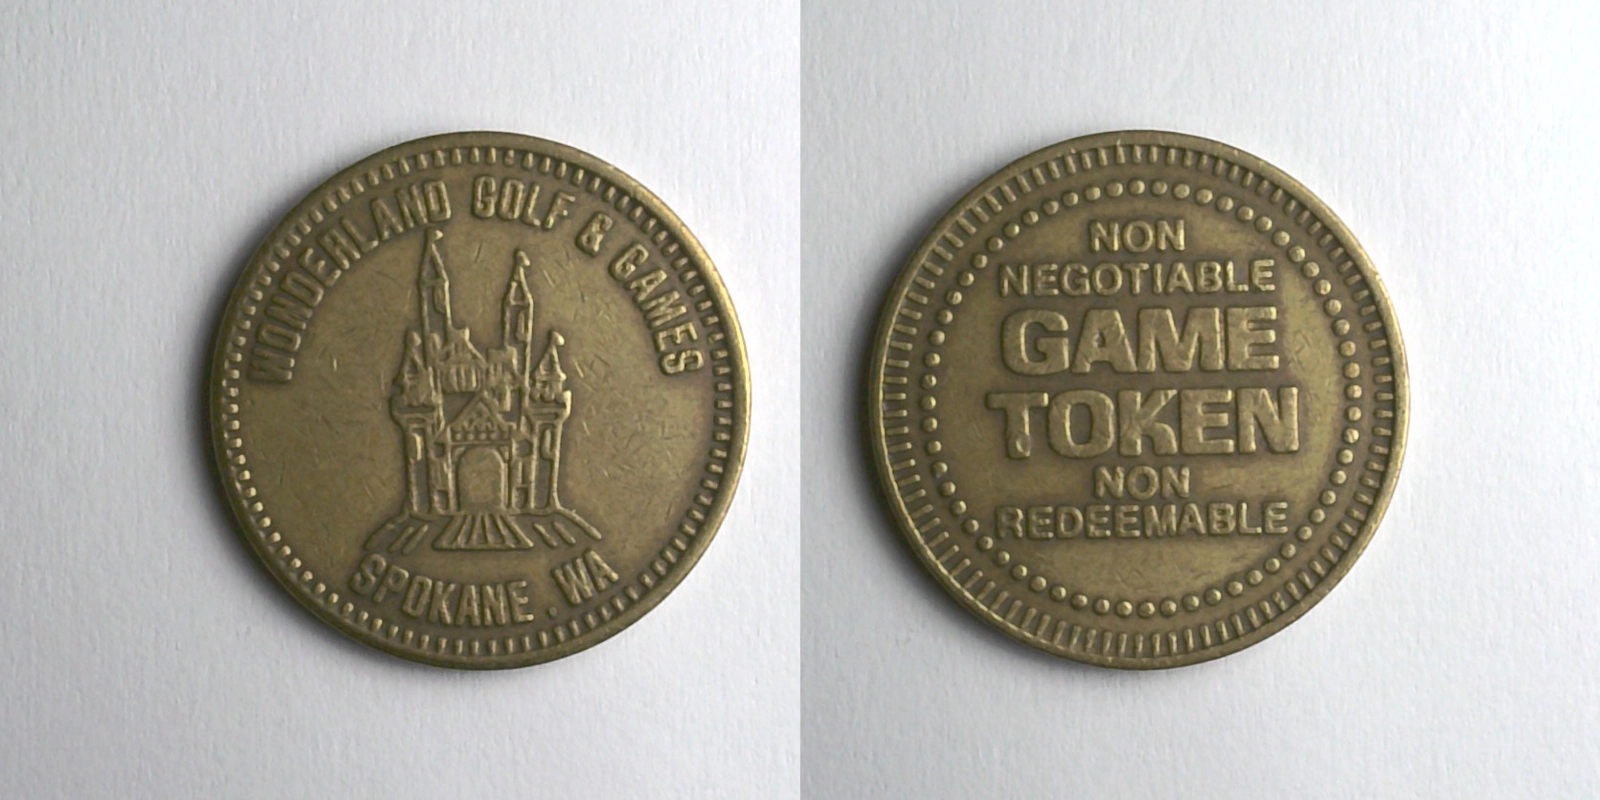 WONDERLAND GOLF & GAMES
SPOKANE, WA
NON
NEGOTIABLE
GAME
TOKEN
NON
REDEEMABLE